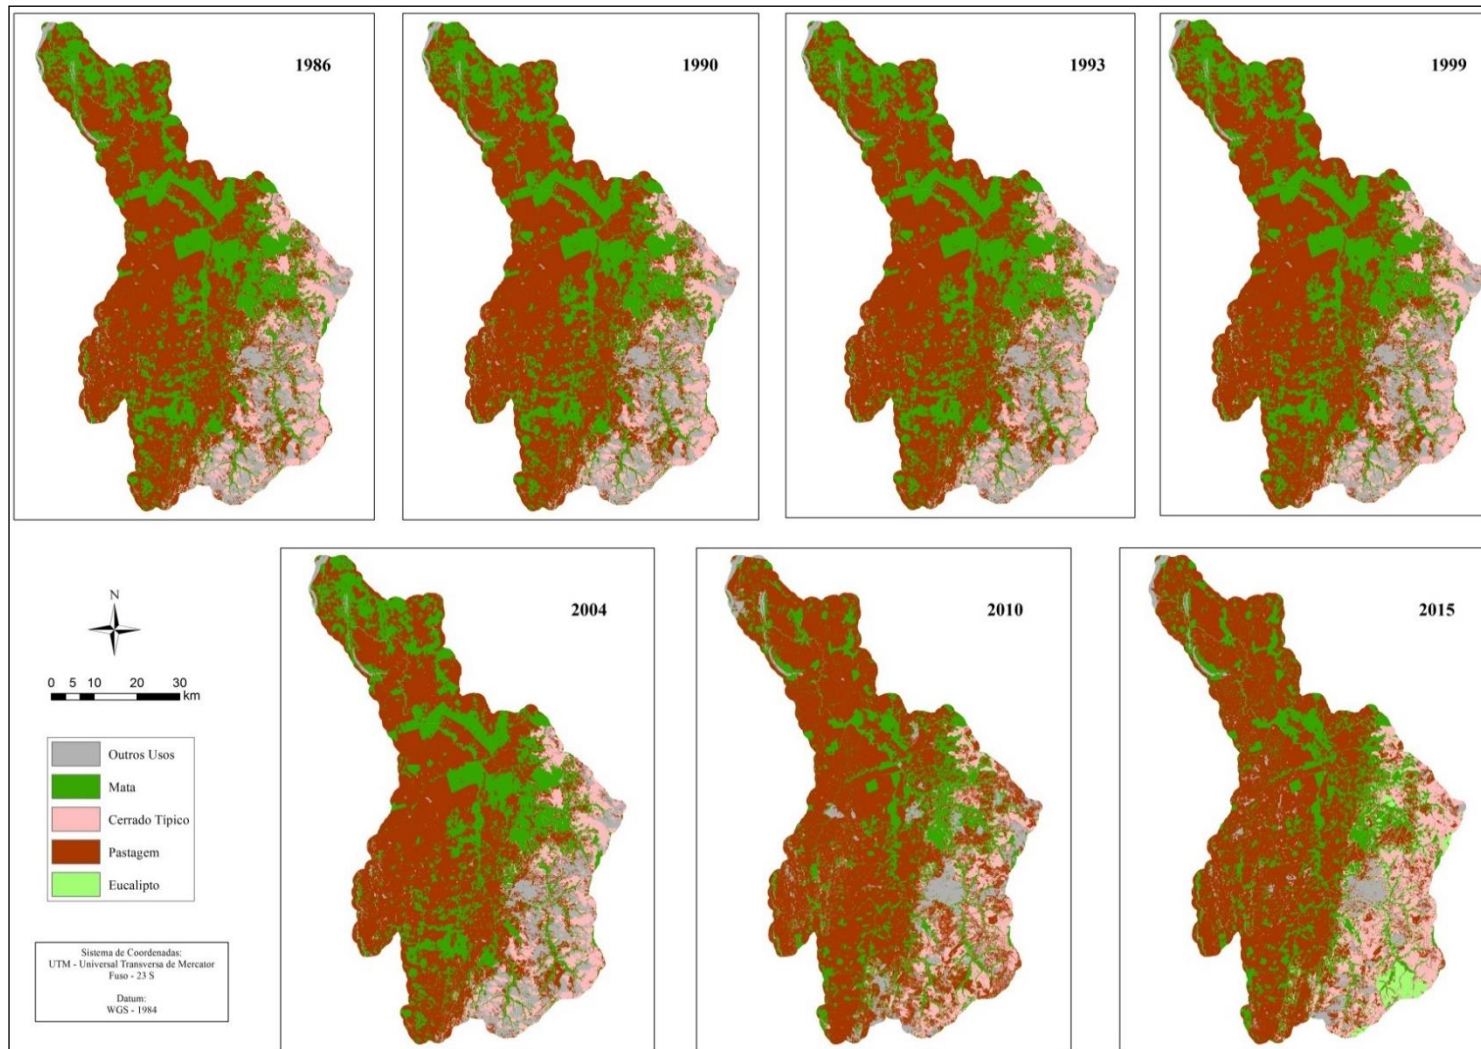 1986
1990
1993
1999
2004
2010
2015
N
0 5 10 20 30
km
Outros Usos
Mata
Cerrado Típico
Pastagem
Eucalipto
Sistema de Coordenadas:
UTM - Universal Transversa de Mercator
Fuso - 23 S
Datum:
WGS - 1984